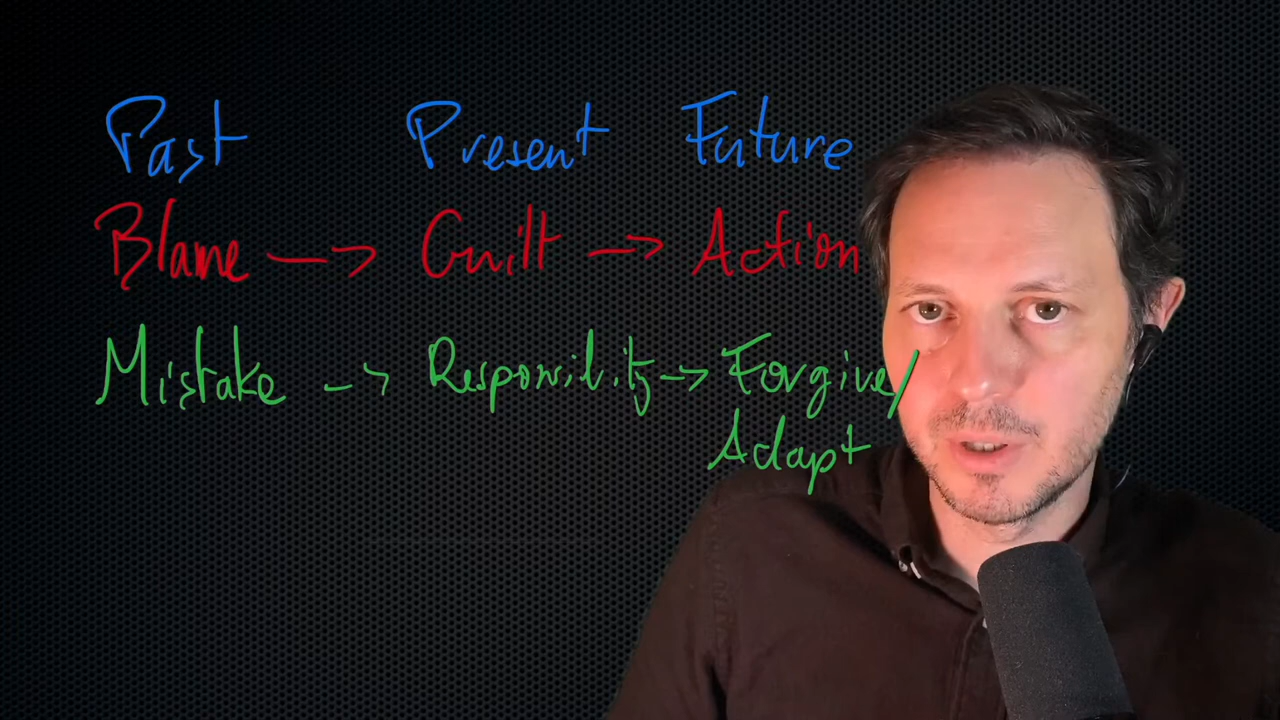 Past Present Future
Blame → Guilt → Action
Mistake → Responsibility → Forgive/
Adapt